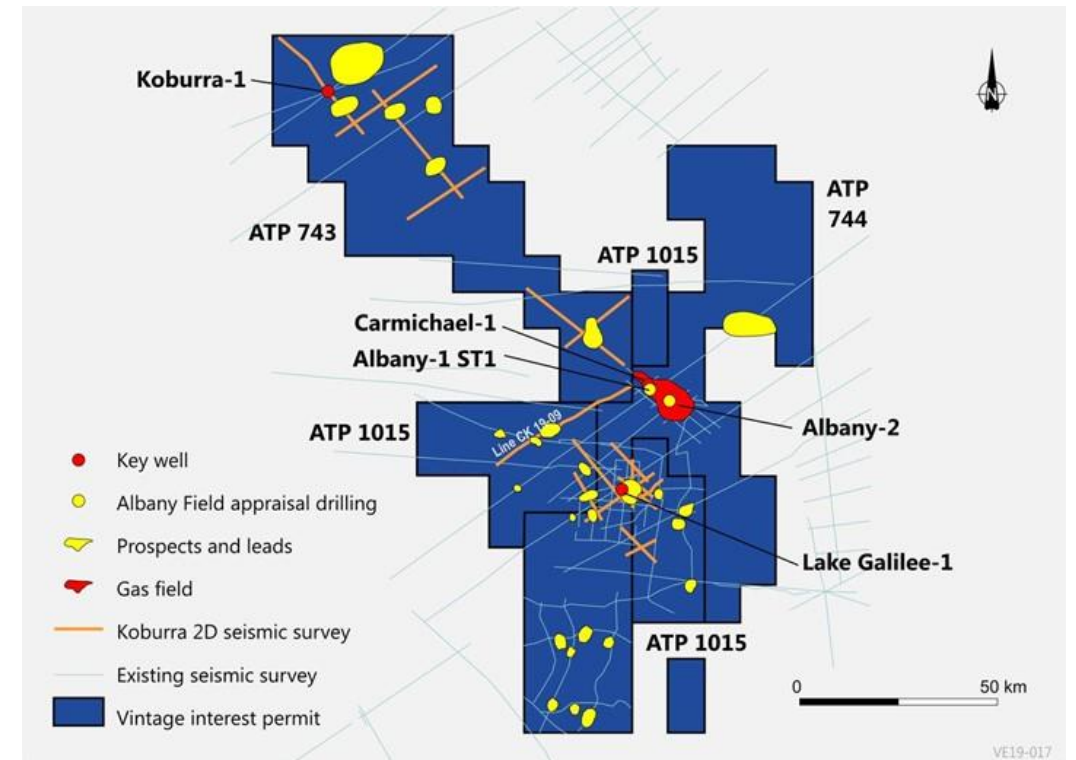 Koburra-1
N
ATP
744
ATP 743
ATP 1015
Carmichael-1
Albany-1 ST1
Line CK 19-09
ATP 1015
Albany-2
Key well
Albany Field appraisal drilling
Prospects and leads
Gas field
Koburra 2D seismic survey
Existing seismic survey
Vintage interest permit
Lake Galilee-1
ATP 1015
0
50 km
VE19-017